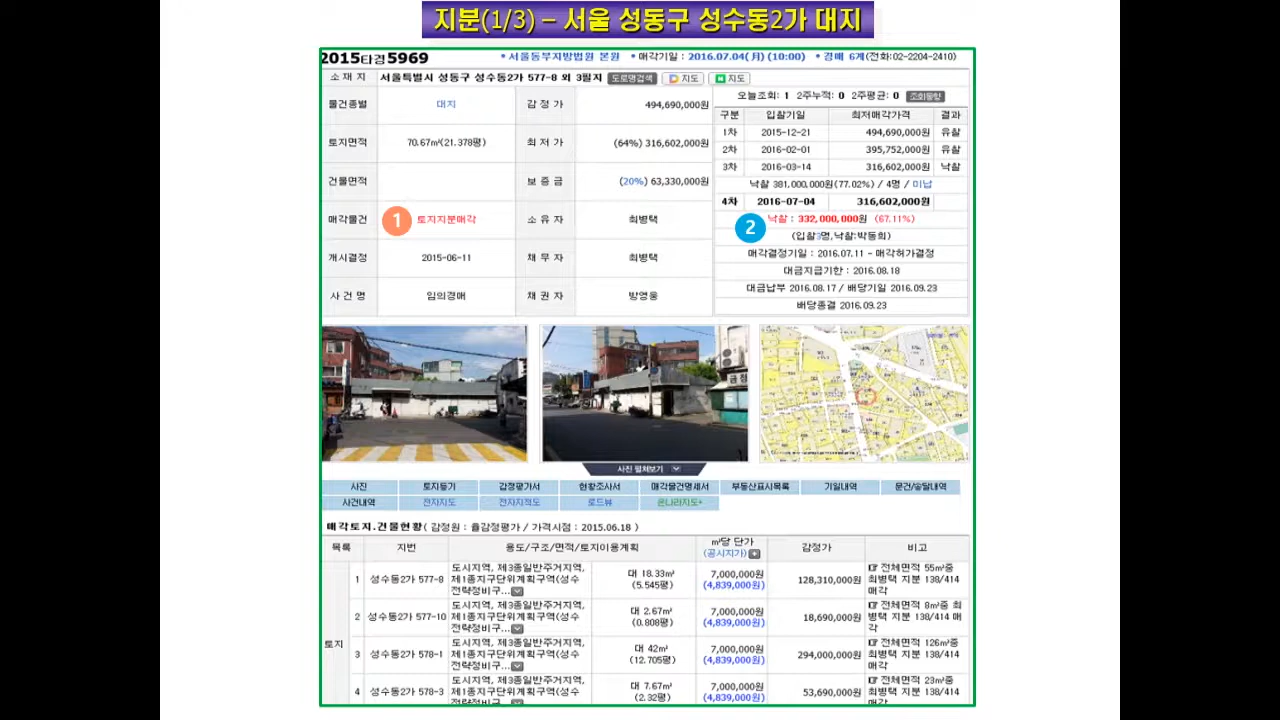 지분(1/3) – 서울 성동구 성수동2가 대지
2015타경5969 • 서울동부지방법원 본원 • 매각기일 : 2016.07.04(月) (10:00) • 경매 6계(전화:02-2204-2410)
소재지 서울특별시 성동구 성수동2가 577-8 외 3필지 도로명검색 지도 지도
물건종별 대지 감정가 494,690,000원
토지면적 70.67㎡(21.378평) 최저가 (64%) 316,602,000원
건물면적 보증금 (20%) 63,330,000원
매각물건 1 토지지분매각 소유자 최병택
개시결정 2015-06-11 채무자 최병택
사건명 임의경매 채권자 방영웅
오늘조회: 1 2주누적: 0 2주평균: 0 조회동향
구분 입찰기일 최저매각가격 결과
1차 2015-12-21 494,690,000원 유찰
2차 2016-02-01 395,752,000원 유찰
3차 2016-03-14 316,602,000원 낙찰
낙찰 381,000,000원(77.02%) / 4명 / 미납
4차 2016-07-04 316,602,000원
2 낙찰 : 332,000,000원 (67.11%)
(입찰3명,낙찰:박동희)
매각결정기일 : 2016.07.11 - 매각허가결정
대금지급기한 : 2016.08.18
대금납부 2016.08.17 / 배당기일 2016.09.23
배당종결 2016.09.23
사진 펼쳐보기
사진 토지등기 감정평가서 현황조사서 매각물건명세서 부동산표시목록 기일내역 문건/송달내역
사건내역 전자지도 전자지적도 로드뷰 온나라지도+
매각토지.건물현황( 감정원 : 율감정평가 / 가격시점 : 2015.06.18 )
목록 지번 용도/구조/면적/토지이용계획 ㎡당 단가 (공시지가) 감정가 비고
토지
1 성수동2가 577-8 도시지역, 제3종일반주거지역, 제1종지구단위계획구역(성수전략정비구... 대 18.33㎡ (5.545평) 7,000,000원 (4,839,000원) 128,310,000원 ☞ 전체면적 55㎡중 최병택 지분 138/414 매각
2 성수동2가 577-10 도시지역, 제3종일반주거지역, 제1종지구단위계획구역(성수전략정비구... 대 2.67㎡ (0.808평) 7,000,000원 (4,839,000원) 18,690,000원 ☞ 전체면적 8㎡중 최병택 지분 138/414 매각
3 성수동2가 578-1 도시지역, 제3종일반주거지역, 제1종지구단위계획구역(성수전략정비구... 대 42㎡ (12.705평) 7,000,000원 (4,839,000원) 294,000,000원 ☞ 전체면적 126㎡중 최병택 지분 138/414 매각
4 성수동2가 578-3 도시지역, 제3종일반주거지역, 제1종지구단위계획구역(성수전략정비구... 대 7.67㎡ (2.32평) 7,000,000원 (4,839,000원) 53,690,000원 ☞ 전체면적 23㎡중 최병택 지분 138/414 매각